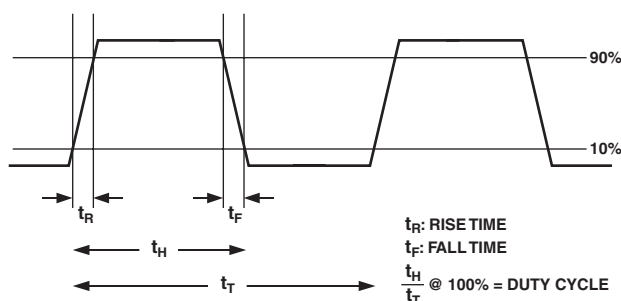 90%
10%
tR
tF
tR: RISE TIME
tH
tF: FALL TIME
tH
tT
@ 100% = DUTY CYCLE
tT